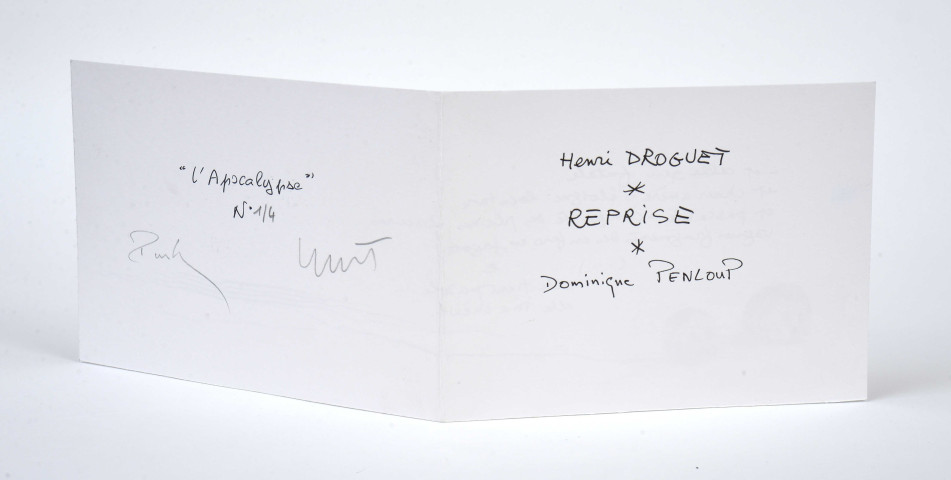 "l'Apocalypse"
N°1/4
Henri DROGUET
*
REPRISE
*
Dominique PENLOUP